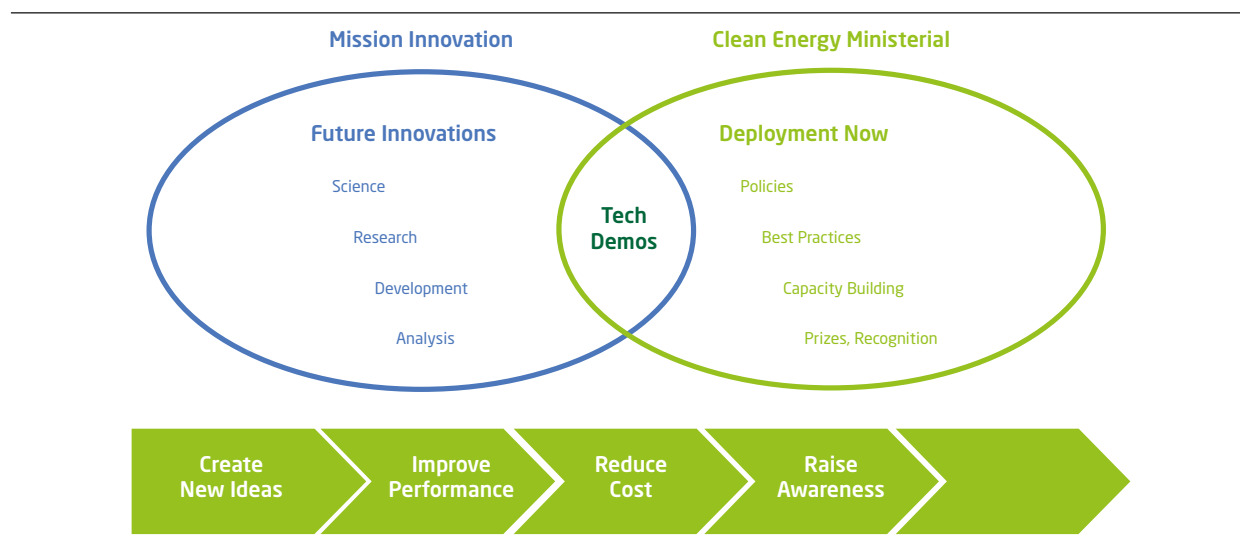 Mission Innovation
Clean Energy Ministerial
Future Innovations
Science
Research
Development
Analysis
Tech
Demos
Deployment Now
Policies
Best Practices
Capacity Building
Prizes, Recognition
Create
New Ideas
Improve
Performance
Reduce
Cost
Raise
Awareness